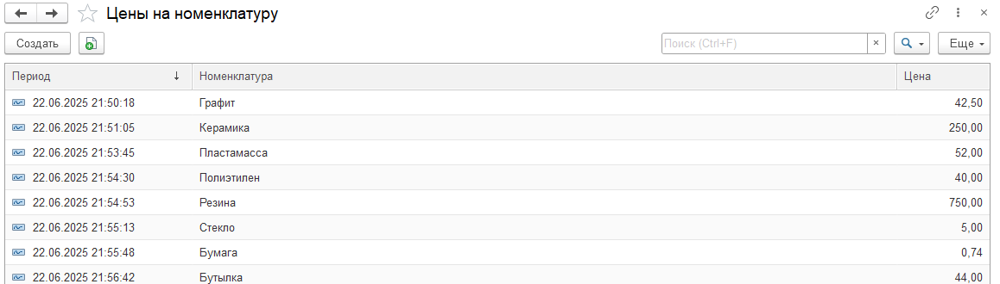 Цены на номенклатуру
Создать Поиск (Ctrl+F) × Еще
Период ↓ Номенклатура Цена
22.06.2025 21:50:18 Графит 42,50
22.06.2025 21:51:05 Керамика 250,00
22.06.2025 21:53:45 Пластамасса 52,00
22.06.2025 21:54:30 Полиэтилен 40,00
22.06.2025 21:54:53 Резина 750,00
22.06.2025 21:55:13 Стекло 5,00
22.06.2025 21:55:48 Бумага 0,74
22.06.2025 21:56:42 Бутылка 44,00